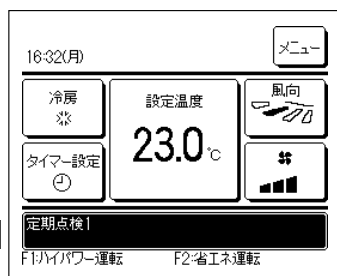 16:32(月)
メニュー
冷房
設定温度
風向
23.0℃
タイマー設定
定期点検1
F1:ハイパワー運転 F2:省エネ運転